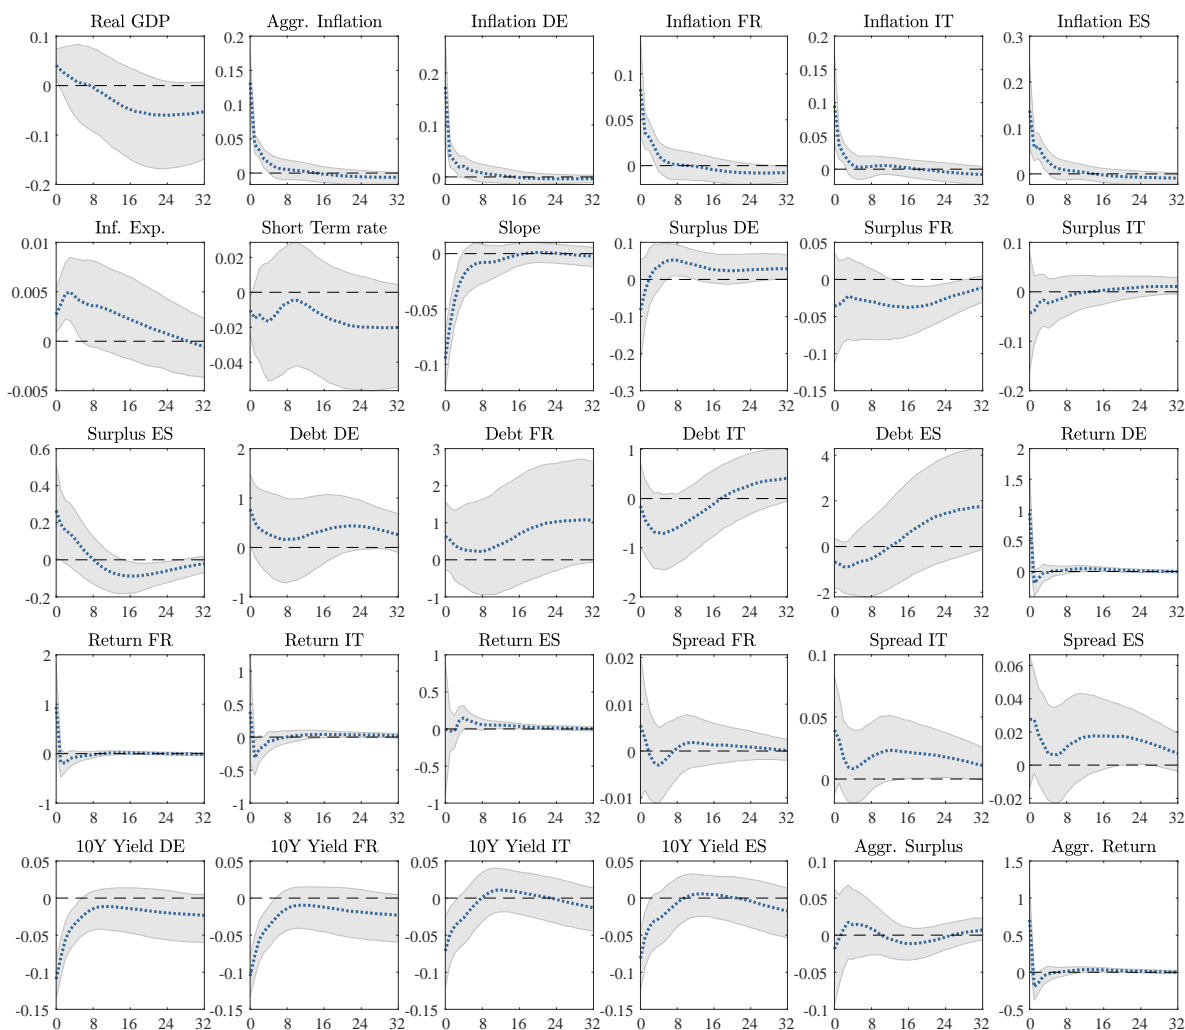 Real GDP
0.1
0
-0.1
-0.2
0 8 16 24 32
Aggr. Inflation
0.2
0.15
0.1
0.05
0
0 8 16 24 32
Inflation DE
0.2
0.1
0
0 8 16 24 32
Inflation FR
0.1
0.05
0
0 8 16 24 32
Inflation IT
0.2
0.15
0.1
0.05
0
0 8 16 24 32
Inflation ES
0.3
0.2
0.1
0
0 8 16 24 32
Inf. Exp.
0.01
0.005
0
-0.005
0 8 16 24 32
Short Term rate
0.02
0
-0.02
-0.04
0 8 16 24 32
Slope
0
-0.05
-0.1
0 8 16 24 32
Surplus DE
0.1
0
-0.1
-0.2
-0.3
0 8 16 24 32
Surplus FR
0.05
0
-0.05
-0.1
-0.15
0 8 16 24 32
Surplus IT
0.1
0
-0.1
-0.2
0 8 16 24 32
Surplus ES
0.6
0.4
0.2
0
-0.2
0 8 16 24 32
Debt DE
2
1
0
-1
0 8 16 24 32
Debt FR
3
2
1
0
-1
0 8 16 24 32
Debt IT
1
0
-1
-2
0 8 16 24 32
Debt ES
4
2
0
-2
0 8 16 24 32
Return DE
2
1.5
1
0.5
0
0 8 16 24 32
Return FR
2
1
0
-1
0 8 16 24 32
Return IT
1
0.5
0
-0.5
-1
0 8 16 24 32
Return ES
1
0.5
0
-0.5
-1
0 8 16 24 32
Spread FR
0.02
0.01
0
-0.01
0 8 16 24 32
Spread IT
0.1
0.05
0
0 8 16 24 32
Spread ES
0.06
0.04
0.02
0
-0.02
0 8 16 24 32
10Y Yield DE
0.05
0
-0.05
-0.1
-0.15
0 8 16 24 32
10Y Yield FR
0.05
0
-0.05
-0.1
-0.15
0 8 16 24 32
10Y Yield IT
0.05
0
-0.05
-0.1
-0.15
0 8 16 24 32
10Y Yield ES
0.05
0
-0.05
-0.1
-0.15
0 8 16 24 32
Aggr. Surplus
0.1
0.05
0
-0.05
-0.1
0 8 16 24 32
Aggr. Return
1.5
1
0.5
0
-0.5
0 8 16 24 32